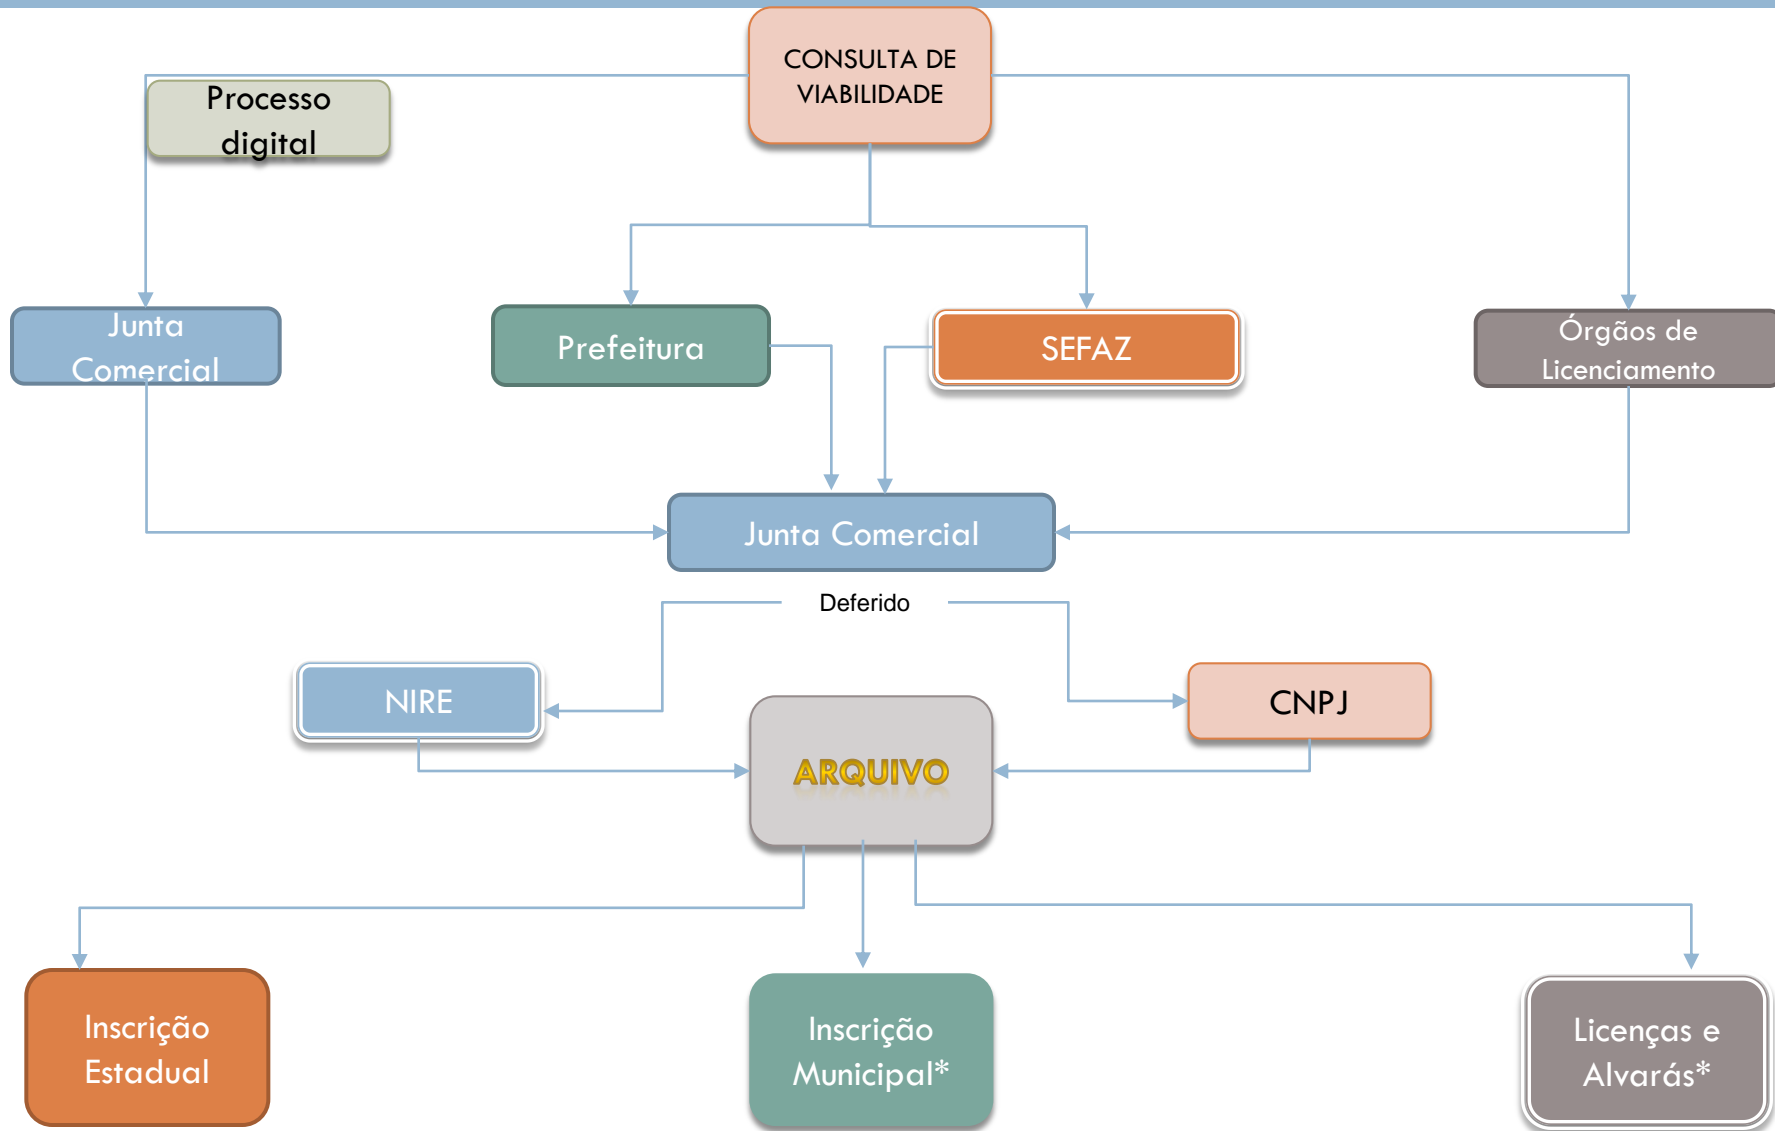 CONSULTA DE
VIABILIDADE
Processo
digital
Junta
Comercial
Prefeitura
SEFAZ
Órgãos de
Licenciamento
Junta Comercial
Deferido
NIRE
CNPJ
ARQUIVO
Inscrição
Estadual
Inscrição
Municipal*
Licenças e
Alvarás*